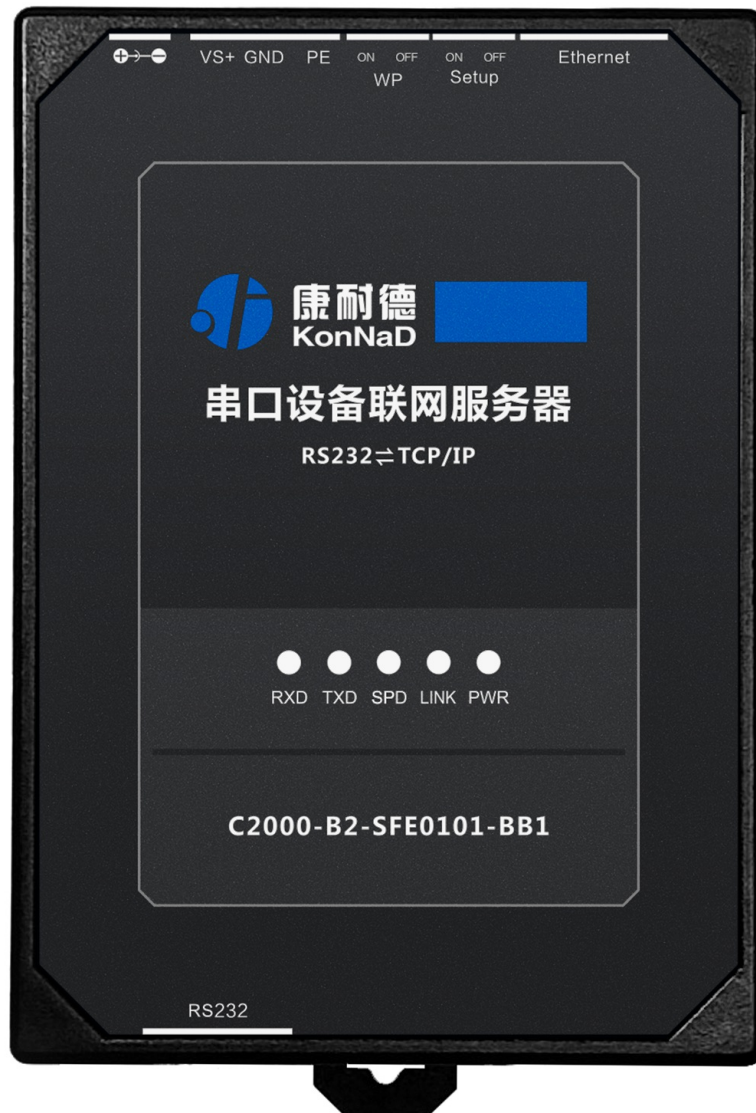 VS+ GND PE ON OFF ON OFF Ethernet
WP Setup
康耐德
KonNaD
串口设备联网服务器
RS232⇌TCP/IP
RXD TXD SPD LINK PWR
C2000-B2-SFE0101-BB1
RS232